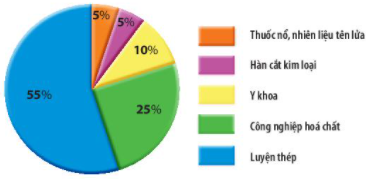 5%
5%
10%
25%
55%
Thuốc nổ, nhiên liệu tên lửa
Hàn cắt kim loại
Y khoa
Công nghiệp hoá chất
Luyện thép